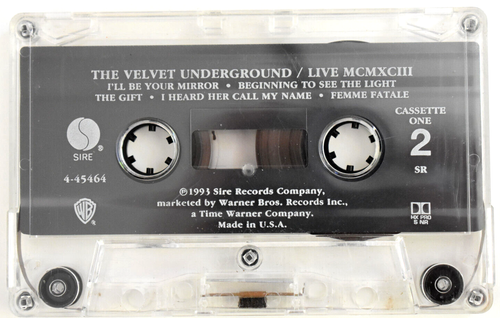 THE VELVET UNDERGROUND / LIVE MCMXCIII
I'LL BE YOUR MIRROR • BEGINNING TO SEE THE LIGHT
THE GIFT • I HEARD HER CALL MY NAME • FEMME FATALE
CASSETTE
ONE
2
SR
S
SIRE ®
4-45464
℗1993 Sire Records Company,
marketed by Warner Bros. Records Inc.,
a Time Warner Company.
Made in U.S.A.
WB
HX PRO
S NR